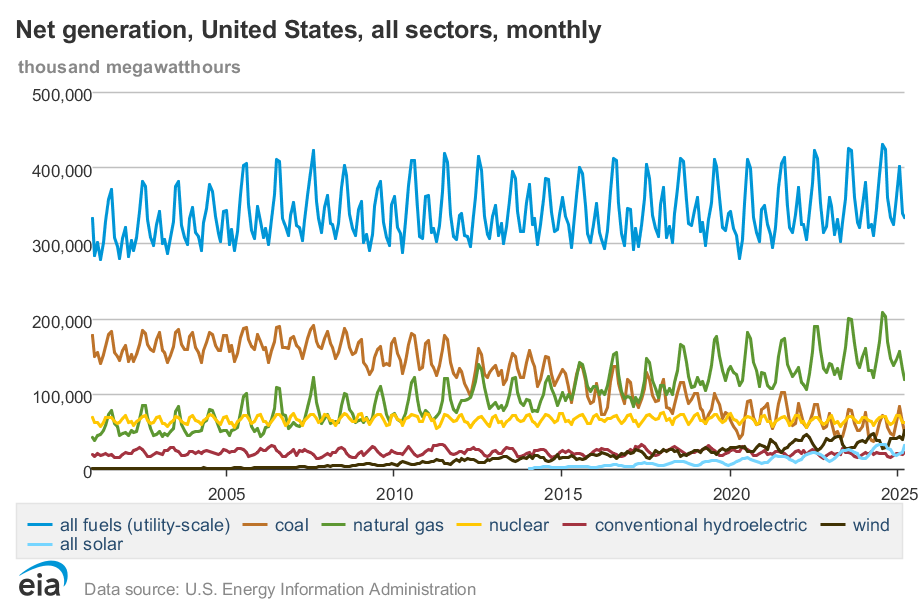 Net generation, United States, all sectors, monthly
thousand megawatthours
500,000
400,000
300,000
200,000
100,000
0
2005 2010 2015 2020 2025
all fuels (utility-scale) coal natural gas nuclear conventional hydroelectric wind
all solar
eia Data source: U.S. Energy Information Administration